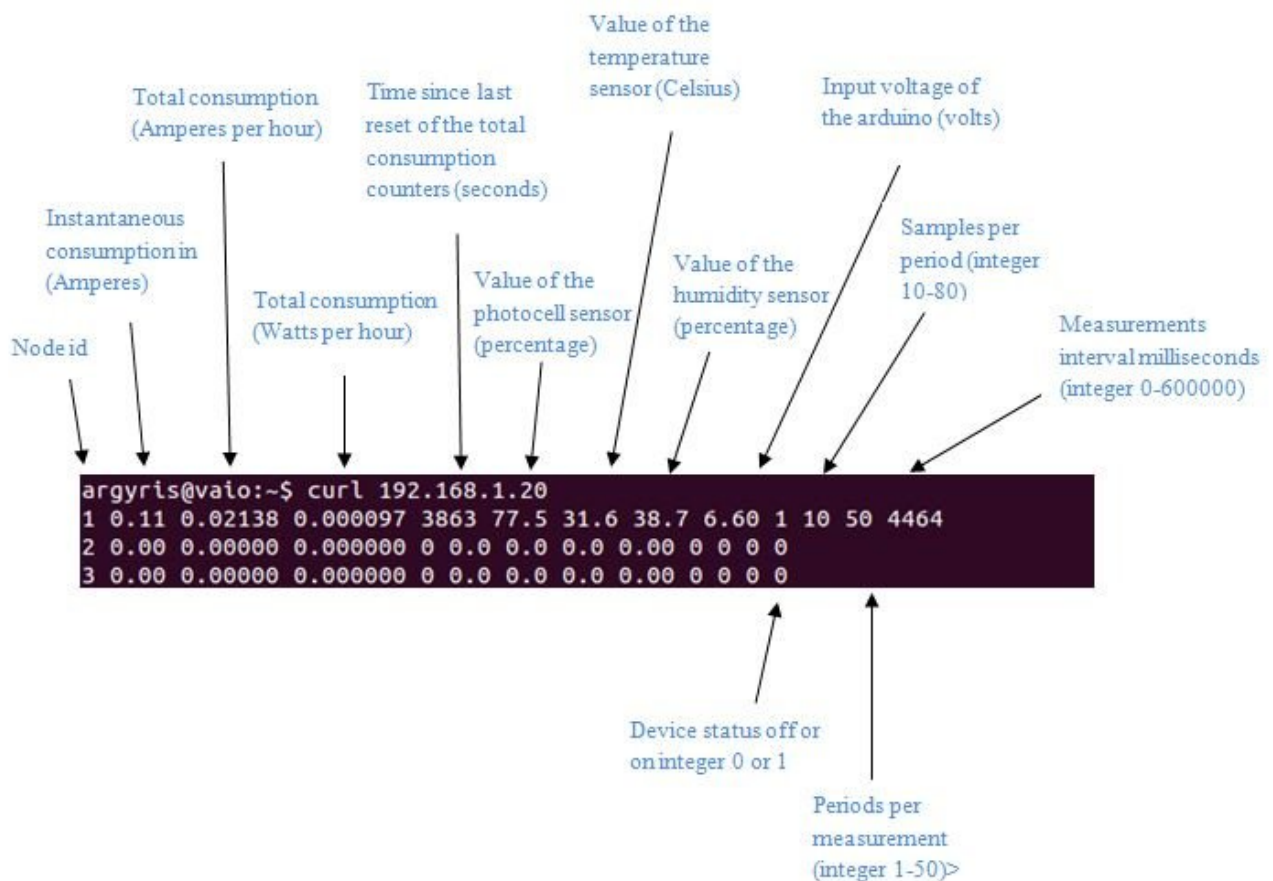 Value of the
temperature
sensor (Celsius)
Input voltage of
the arduino (volts)
Total consumption
(Amperes per hour)
Time since last
reset of the total
consumption
counters (seconds)
Instantaneous
consumption in
(Amperes)
Samples per
period (integer
10-80)
Value of the
humidity sensor
(percentage)
Value of the
photocell sensor
(percentage)
Total consumption
(Watts per hour)
Measurements
interval milliseconds
(integer 0-600000)
Node id
argyris@vaio:~$ curl 192.168.1.20
1 0.11 0.02138 0.000097 3863 77.5 31.6 38.7 6.60 1 10 50 4464
2 0.00 0.00000 0.000000 0 0.0 0.0 0.0 0.00 0 0 0 0
3 0.00 0.00000 0.000000 0 0.0 0.0 0.0 0.00 0 0 0 0
Device status off or
on integer 0 or 1
Periods per
measurement
(integer 1-50)>